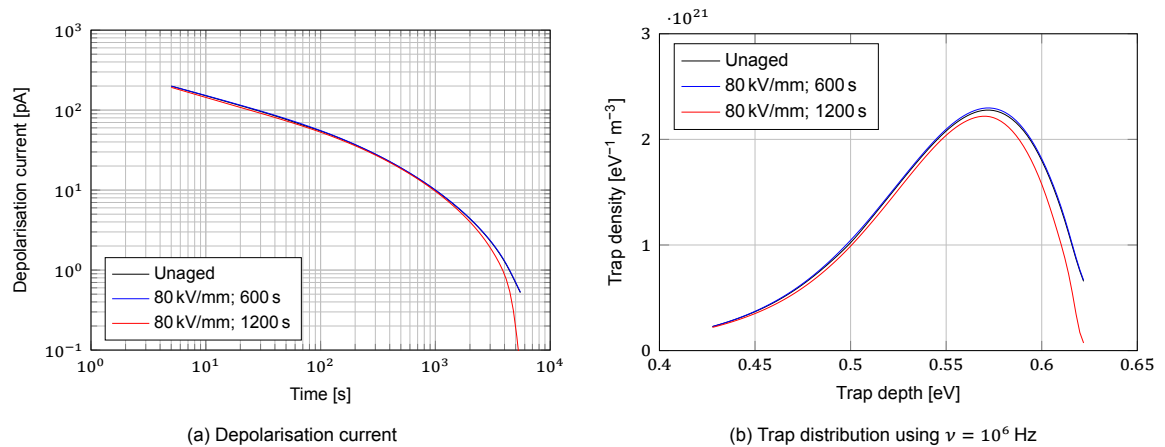 10³
10²
10¹
10⁰
10⁻¹
10⁰
10¹
10²
10³
10⁴
Depolarisation current [pA]
Time [s]
Unaged
80 kV/mm; 600 s
80 kV/mm; 1200 s
(a) Depolarisation current
·10²¹
3
2
1
0
0.4
0.45
0.5
0.55
0.6
0.65
Trap density [eV⁻¹ m⁻³]
Trap depth [eV]
Unaged
80 kV/mm; 600 s
80 kV/mm; 1200 s
(b) Trap distribution using ν = 10⁶ Hz